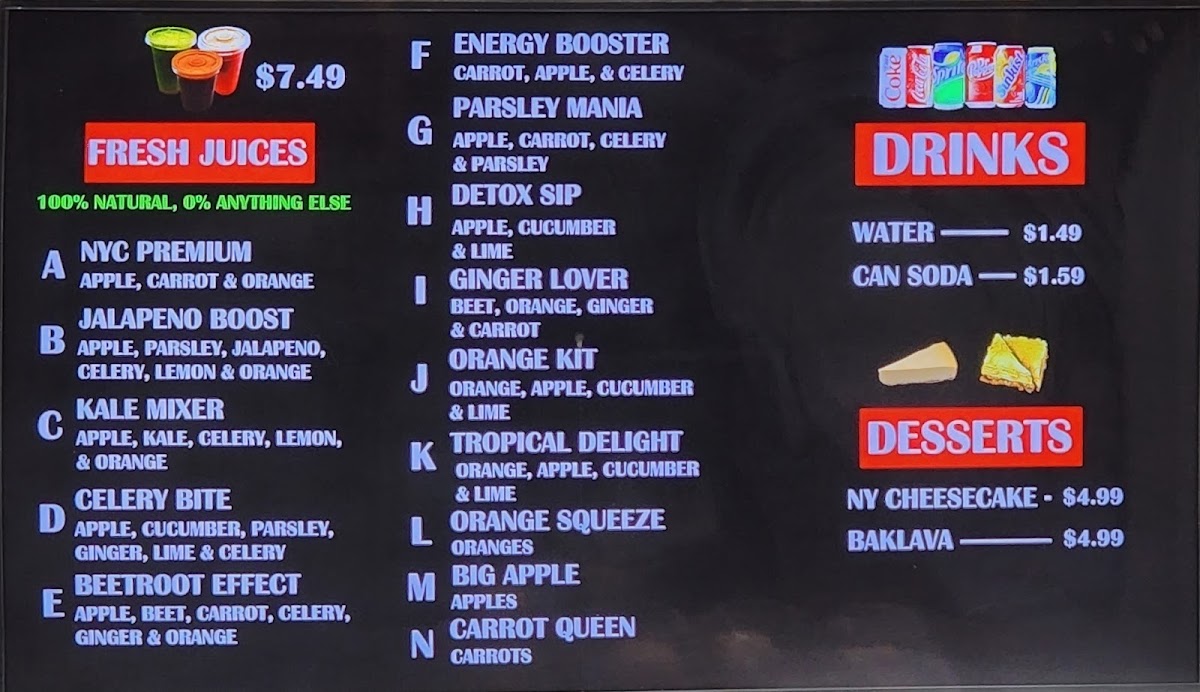 $7.49
FRESH JUICES
100% NATURAL, 0% ANYTHING ELSE
A NYC PREMIUM
APPLE, CARROT & ORANGE
B JALAPENO BOOST
APPLE, PARSLEY, JALAPENO,
CELERY, LEMON & ORANGE
C KALE MIXER
APPLE, KALE, CELERY, LEMON,
& ORANGE
D CELERY BITE
APPLE, CUCUMBER, PARSLEY,
GINGER, LIME & CELERY
E BEETROOT EFFECT
APPLE, BEET, CARROT, CELERY,
GINGER & ORANGE
F ENERGY BOOSTER
CARROT, APPLE, & CELERY
G PARSLEY MANIA
APPLE, CARROT, CELERY
& PARSLEY
H DETOX SIP
APPLE, CUCUMBER
& LIME
I GINGER LOVER
BEET, ORANGE, GINGER
& CARROT
J ORANGE KIT
ORANGE, APPLE, CUCUMBER
& LIME
K TROPICAL DELIGHT
ORANGE, APPLE, CUCUMBER
& LIME
L ORANGE SQUEEZE
ORANGES
M BIG APPLE
APPLES
N CARROT QUEEN
CARROTS
Coke Coca-Cola Sprite
DRINKS
WATER —— $1.49
CAN SODA — $1.59
DESSERTS
NY CHEESECAKE - $4.99
BAKLAVA ——— $4.99